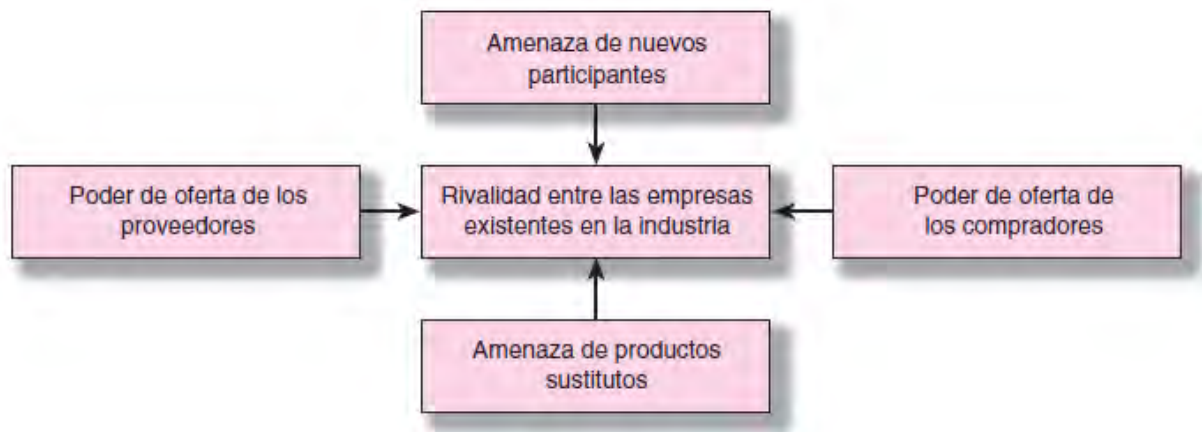 Amenaza de nuevos
participantes
Poder de oferta de los
proveedores
Rivalidad entre las empresas
existentes en la industria
Poder de oferta de
los compradores
Amenaza de productos
sustitutos